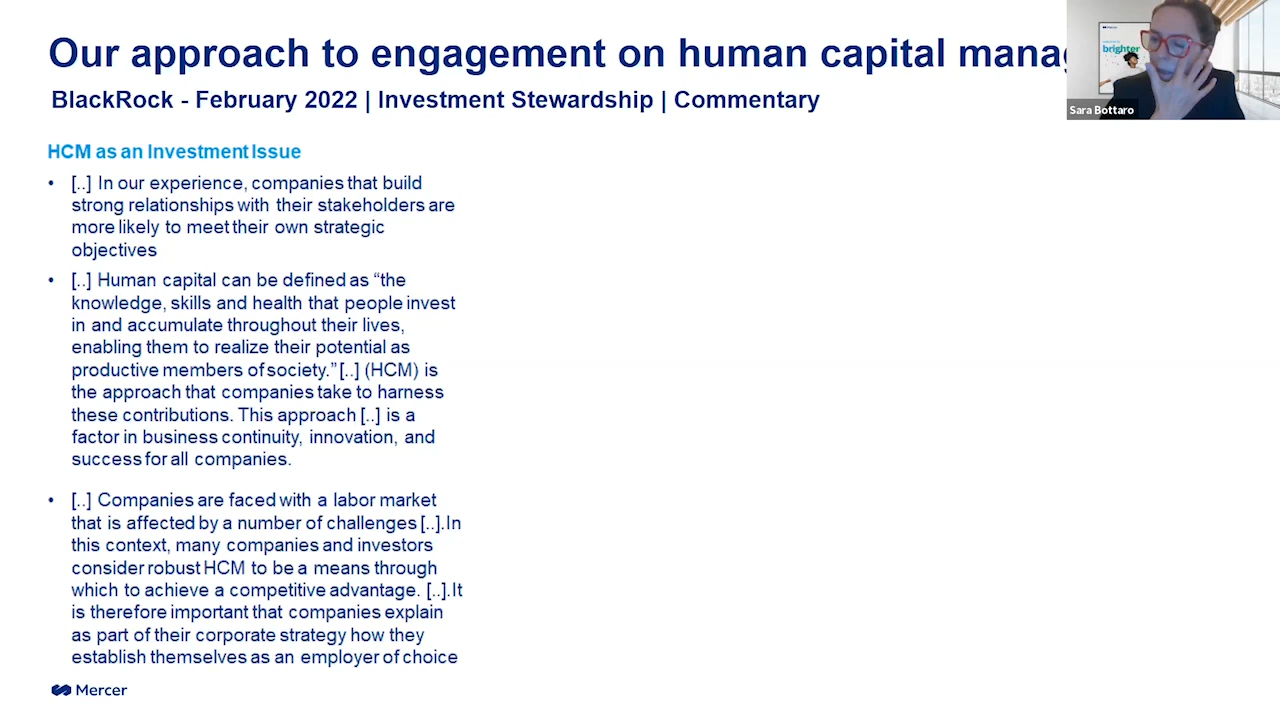 Our approach to engagement on human capital
BlackRock - February 2022 | Investment Stewardship | Commentary
brighter
Sara Bottaro
HCM as an Investment Issue
• [..] In our experience, companies that build
strong relationships with their stakeholders are
more likely to meet their own strategic
objectives
• [..] Human capital can be defined as “the
knowledge, skills and health that people invest
in and accumulate throughout their lives,
enabling them to realize their potential as
productive members of society.” [..] (HCM) is
the approach that companies take to harness
these contributions. This approach [..] is a
factor in business continuity, innovation, and
success for all companies.
• [..] Companies are faced with a labor market
that is affected by a number of challenges [..].In
this context, many companies and investors
consider robust HCM to be a means through
which to achieve a competitive advantage. [..].It
is therefore important that companies explain
as part of their corporate strategy how they
establish themselves as an employer of choice
Mercer